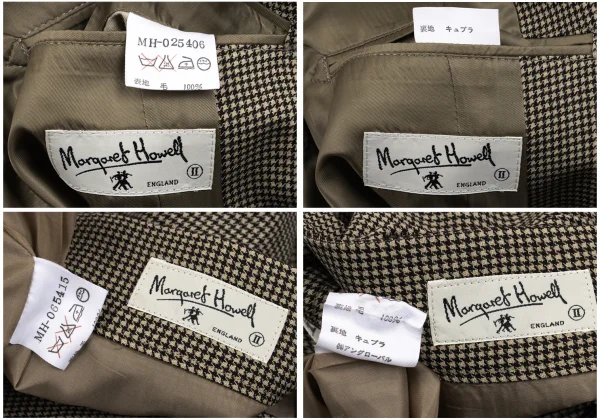 MH-025406
表地 毛 100%
Margaret Howell
II
ENGLAND
裏地 キュプラ
Margaret Howell
II
ENGLAND
MH-065415
Margaret Howell
II
ENGLAND
表地 毛 100%
裏地 キュプラ
㈱アングローバル
Margaret Howell
II
ENGLAND